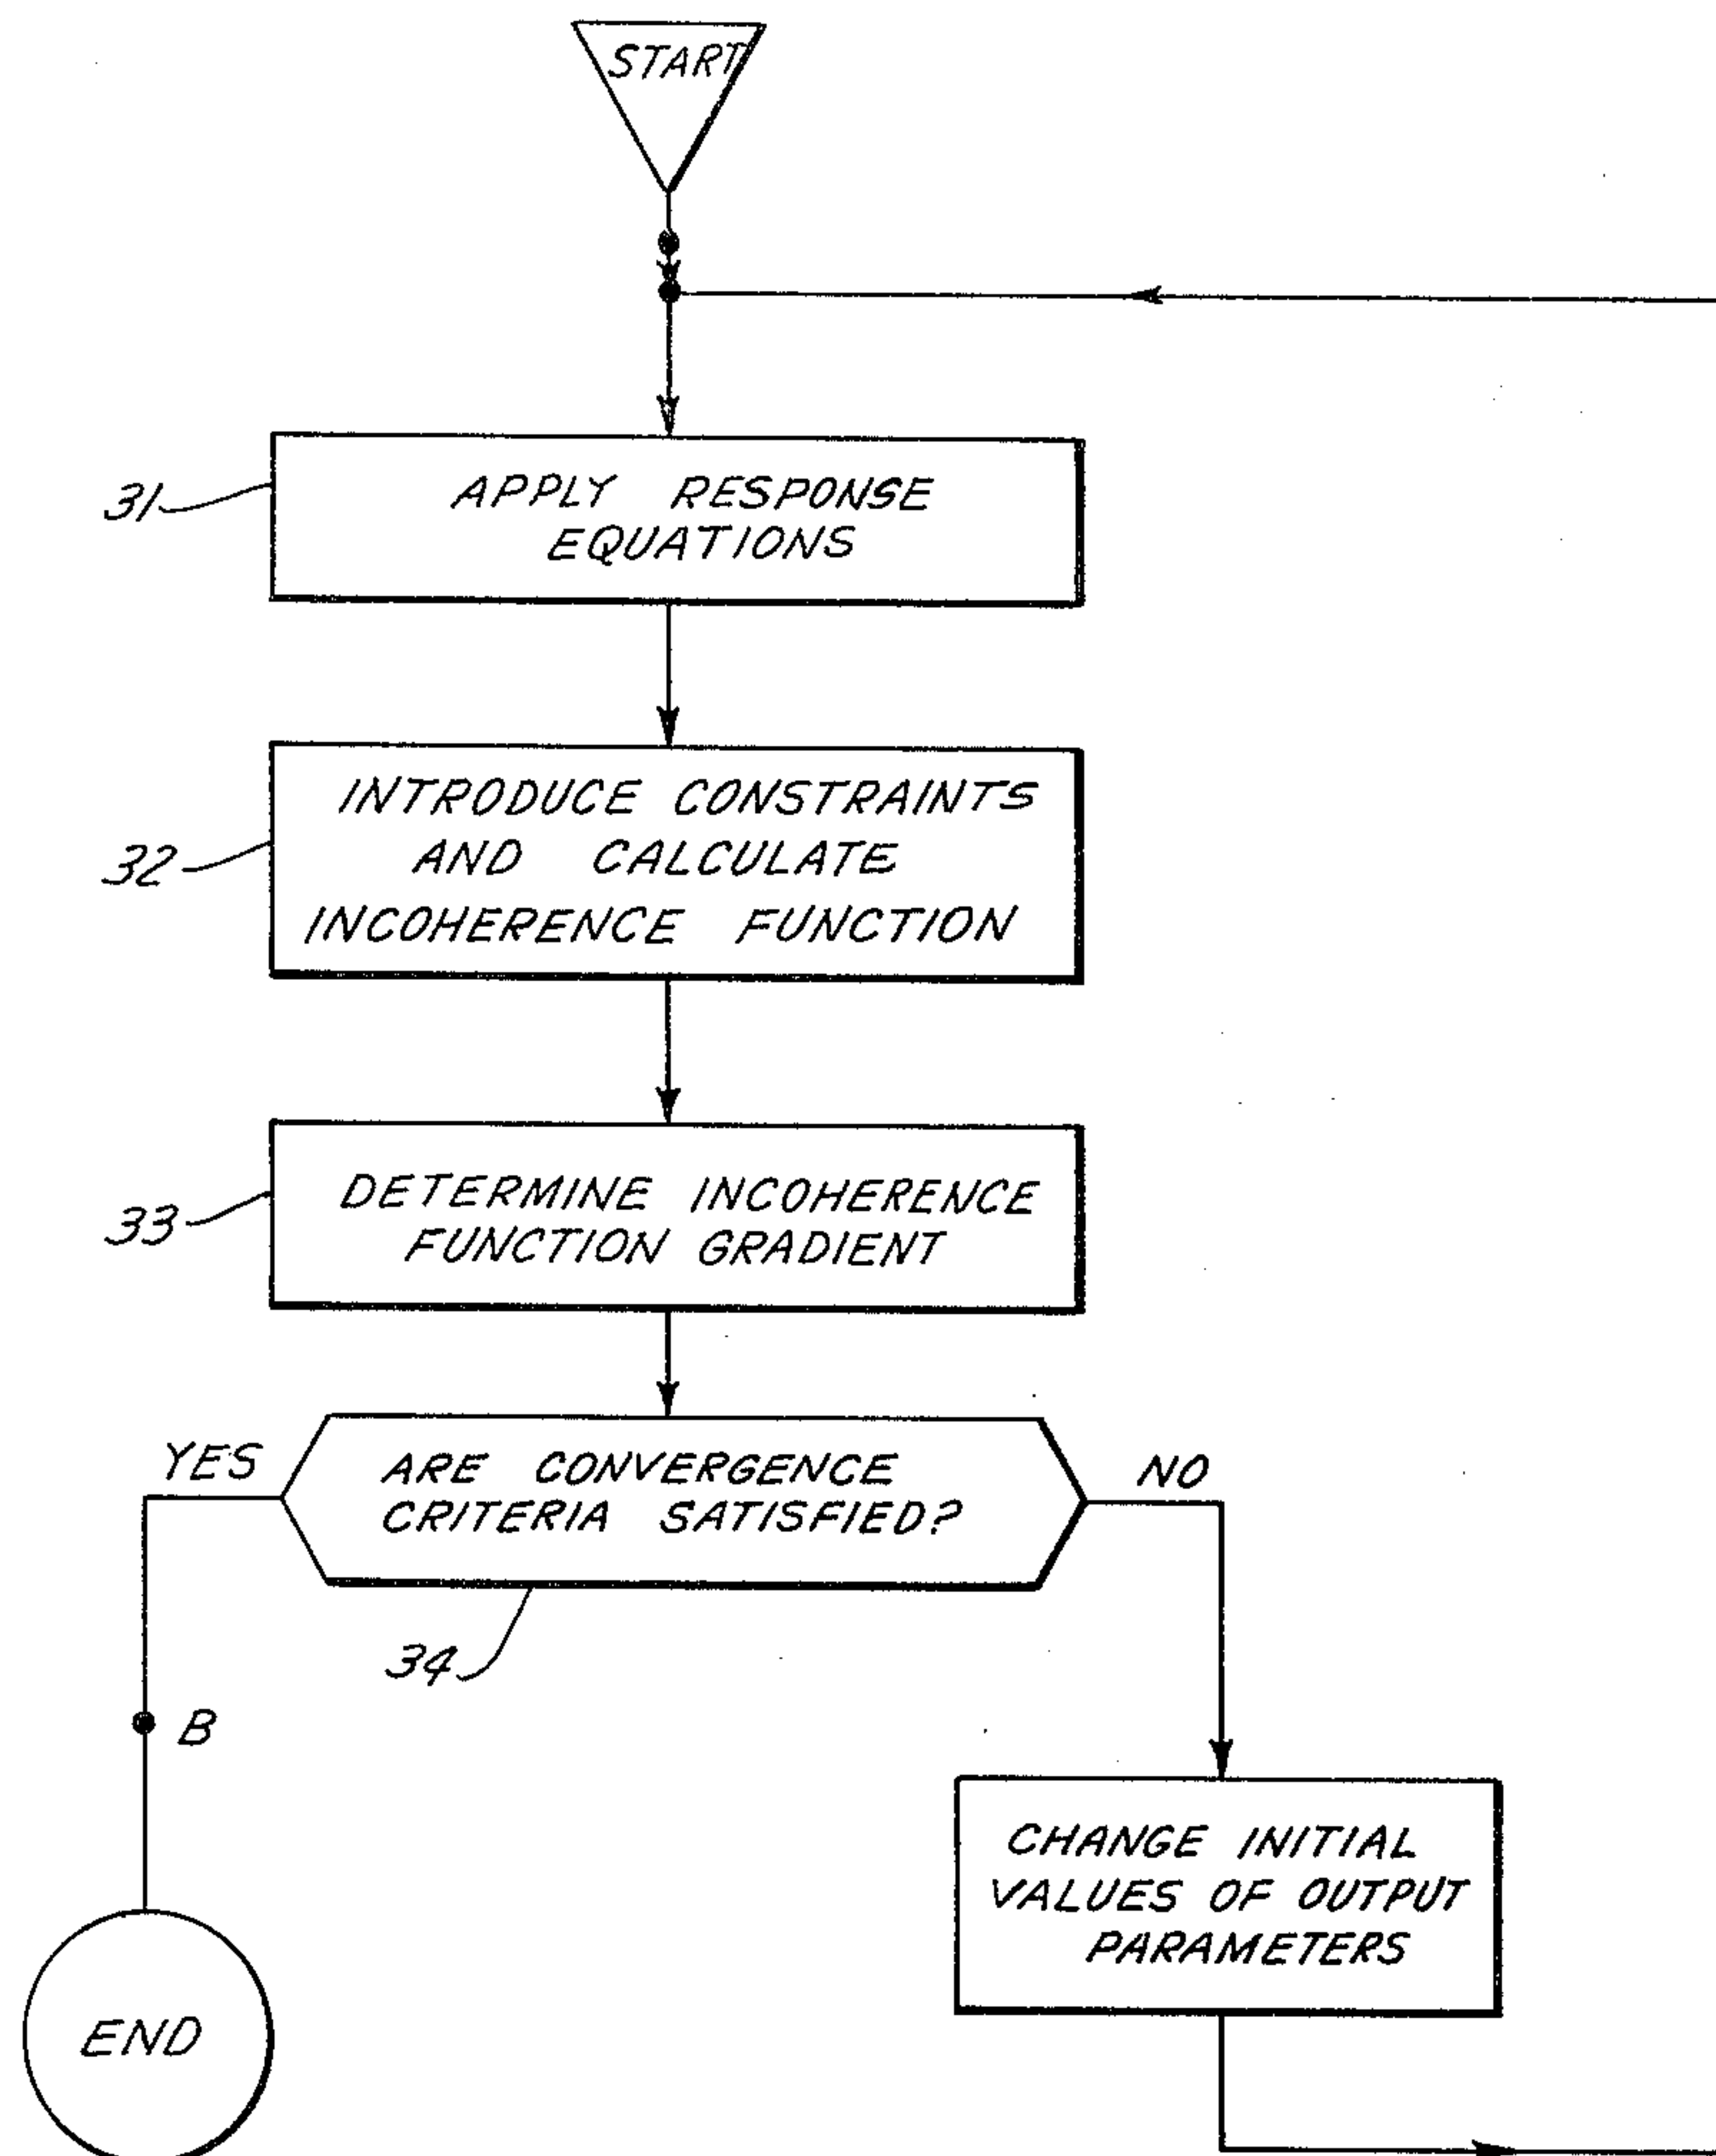 START
31
APPLY RESPONSE
EQUATIONS
32
INTRODUCE CONSTRAINTS
AND CALCULATE
INCOHERENCE FUNCTION
33
DETERMINE INCOHERENCE
FUNCTION GRADIENT
YES
ARE CONVERGENCE
CRITERIA SATISFIED?
NO
34
B
CHANGE INITIAL
VALUES OF OUTPUT
PARAMETERS
END